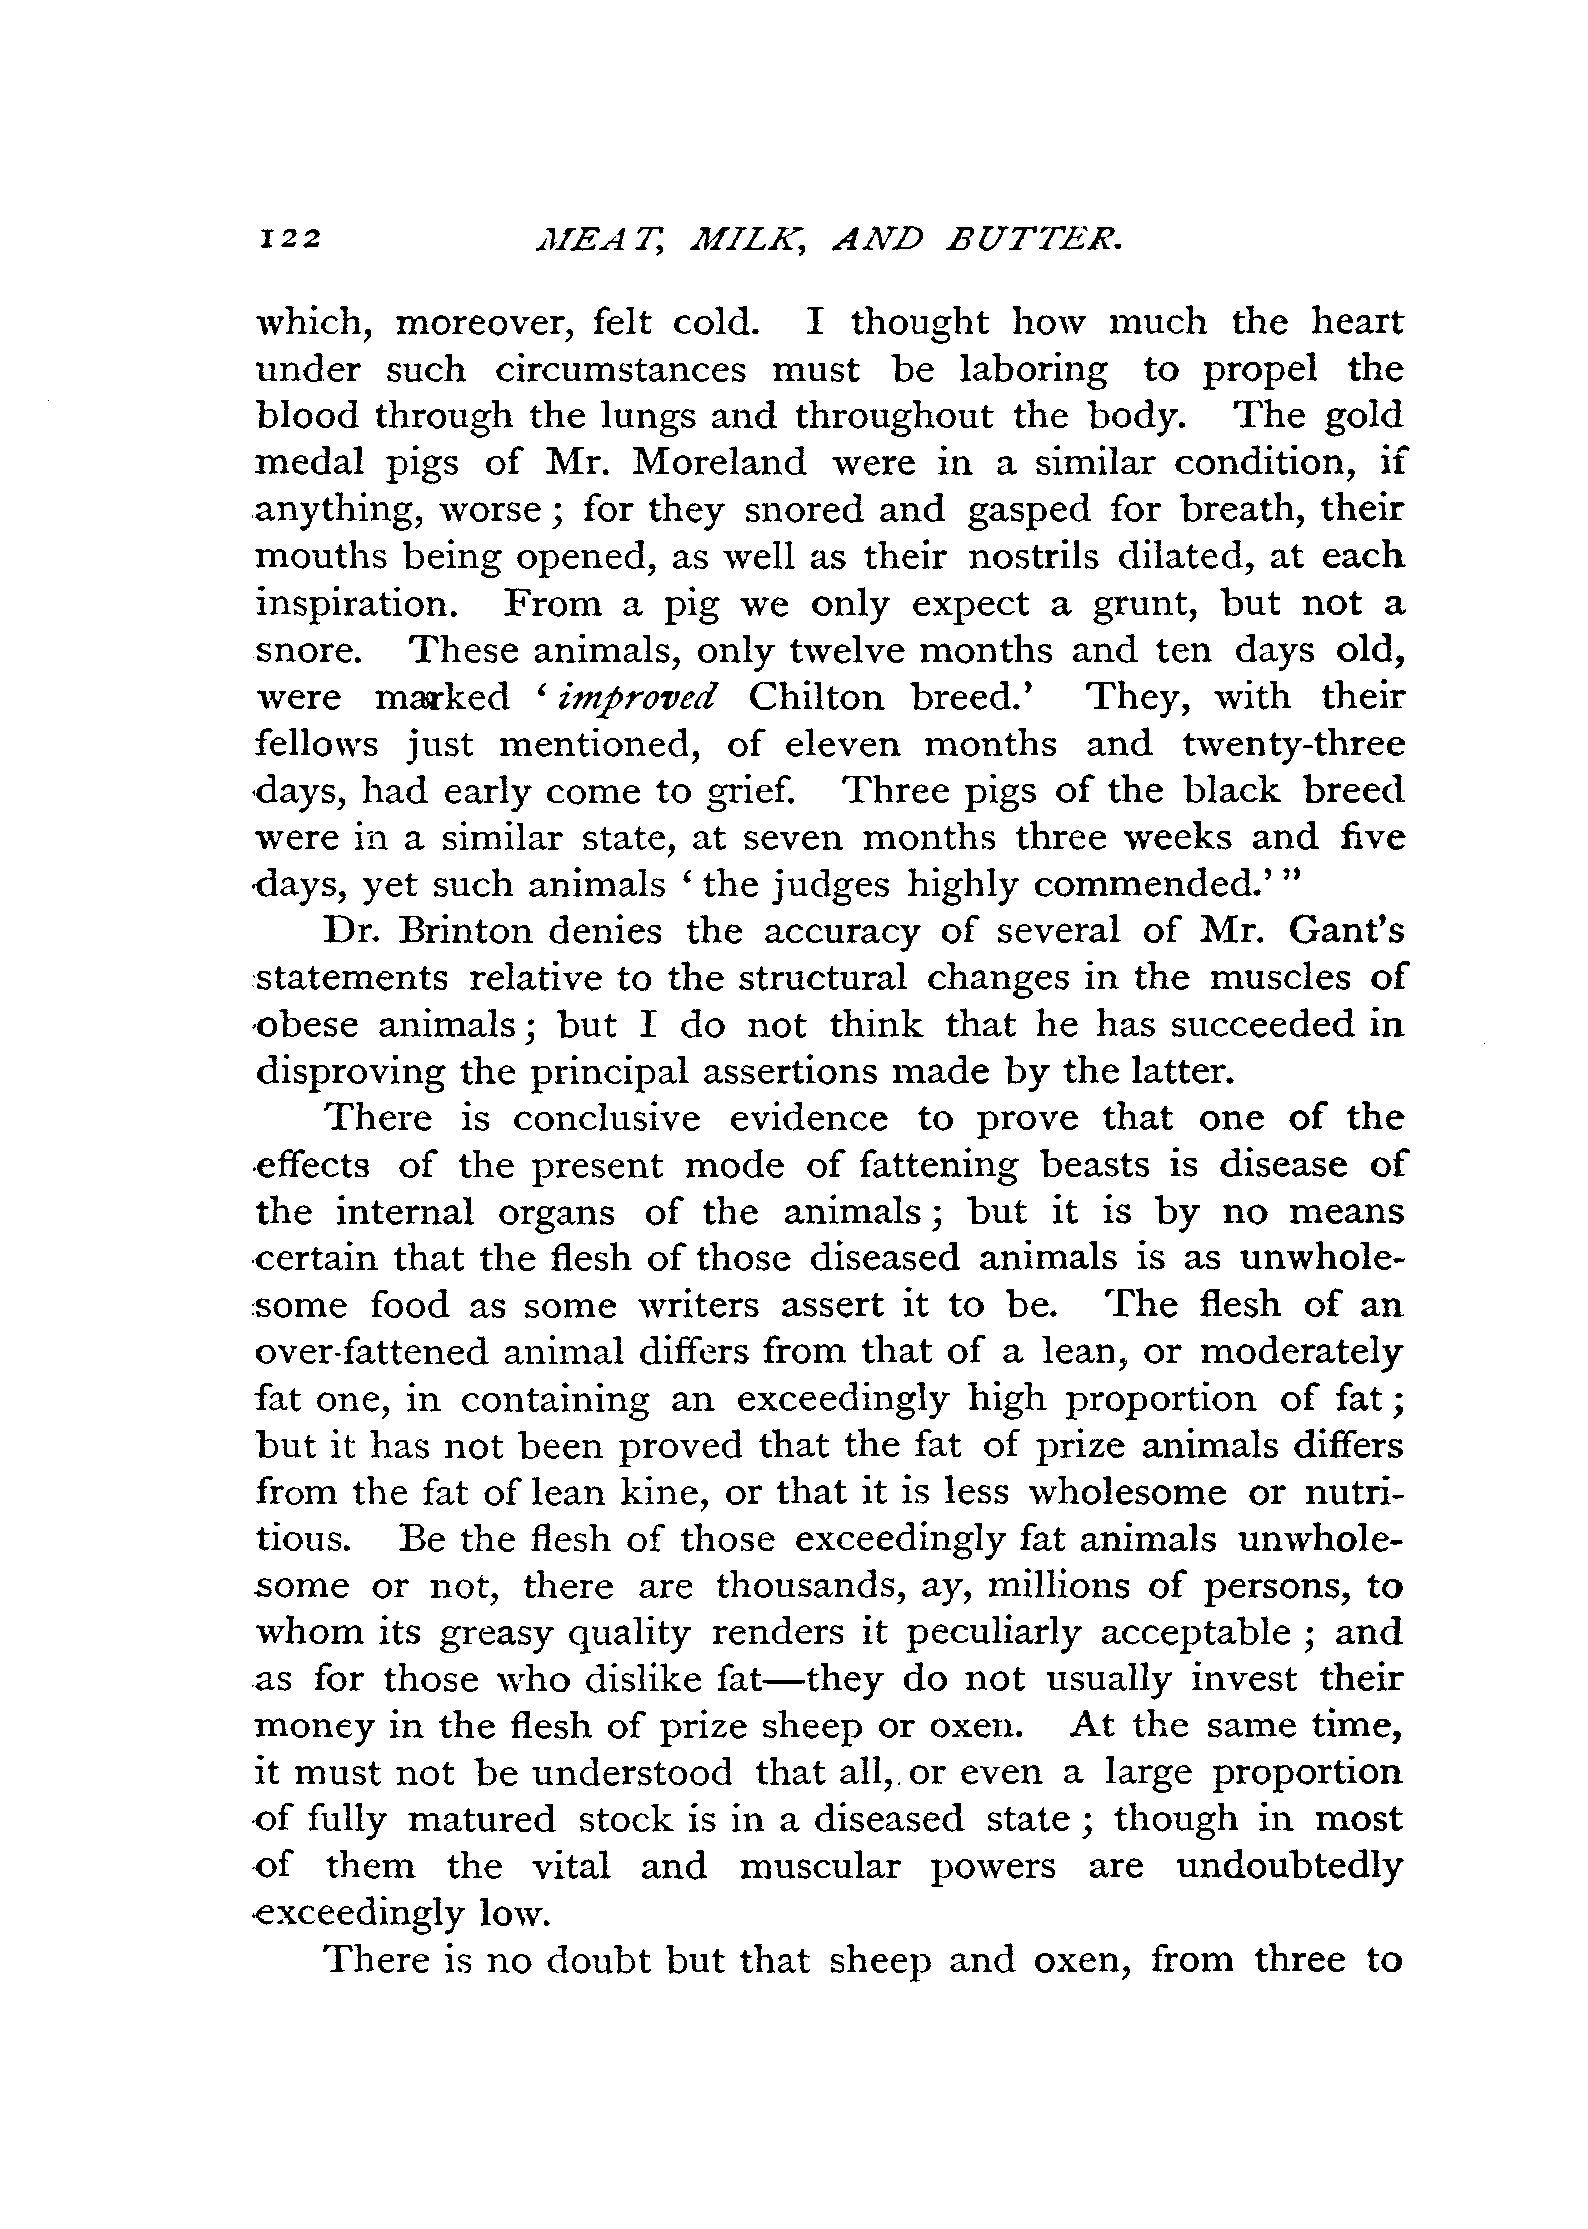 122 MEAT, MILK, AND BUTTER.
which, moreover, felt cold. I thought how much the heart
under such circumstances must be laboring to propel the
blood through the lungs and throughout the body. The gold
medal pigs of Mr. Moreland were in a similar condition, if
anything, worse ; for they snored and gasped for breath, their
mouths being opened, as well as their nostrils dilated, at each
inspiration. From a pig we only expect a grunt, but not a
snore. These animals, only twelve months and ten days old,
were marked ‘ improved Chilton breed.’ They, with their
fellows just mentioned, of eleven months and twenty-three
days, had early come to grief. Three pigs of the black breed
were in a similar state, at seven months three weeks and five
days, yet such animals ‘ the judges highly commended.’ ”
Dr. Brinton denies the accuracy of several of Mr. Gant’s
statements relative to the structural changes in the muscles of
obese animals ; but I do not think that he has succeeded in
disproving the principal assertions made by the latter.
There is conclusive evidence to prove that one of the
effects of the present mode of fattening beasts is disease of
the internal organs of the animals ; but it is by no means
certain that the flesh of those diseased animals is as unwhole-
some food as some writers assert it to be. The flesh of an
over-fattened animal differs from that of a lean, or moderately
fat one, in containing an exceedingly high proportion of fat ;
but it has not been proved that the fat of prize animals differs
from the fat of lean kine, or that it is less wholesome or nutri-
tious. Be the flesh of those exceedingly fat animals unwhole-
some or not, there are thousands, ay, millions of persons, to
whom its greasy quality renders it peculiarly acceptable ; and
as for those who dislike fat—they do not usually invest their
money in the flesh of prize sheep or oxen. At the same time,
it must not be understood that all, or even a large proportion
of fully matured stock is in a diseased state ; though in most
of them the vital and muscular powers are undoubtedly
exceedingly low.
There is no doubt but that sheep and oxen, from three to